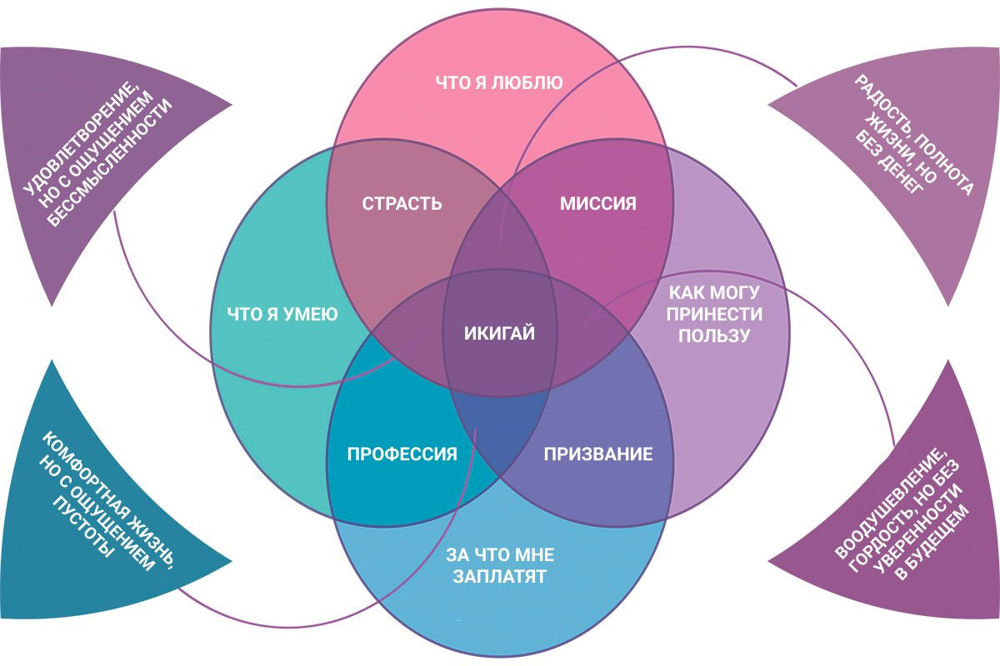 ЧТО Я ЛЮБЛЮ
УДОВЛЕТВОРЕНИЕ,
НО С ОЩУЩЕНИЕМ
БЕССМЫСЛЕННОСТИ
РАДОСТЬ, ПОЛНОТА
ЖИЗНИ, НО
БЕЗ ДЕНЕГ
СТРАСТЬ
МИССИЯ
ЧТО Я УМЕЮ
ИКИГАЙ
КАК МОГУ
ПРИНЕСТИ
ПОЛЬЗУ
ПРОФЕССИЯ
ПРИЗВАНИЕ
КОМФОРТНАЯ ЖИЗНЬ,
НО С ОЩУЩЕНИЕМ
ПУСТОТЫ
ВООДУШЕВЛЕНИЕ,
ГОРДОСТЬ, НО БЕЗ
УВЕРЕННОСТИ
В БУДЕЩЕМ
ЗА ЧТО МНЕ
ЗАПЛАТЯТ